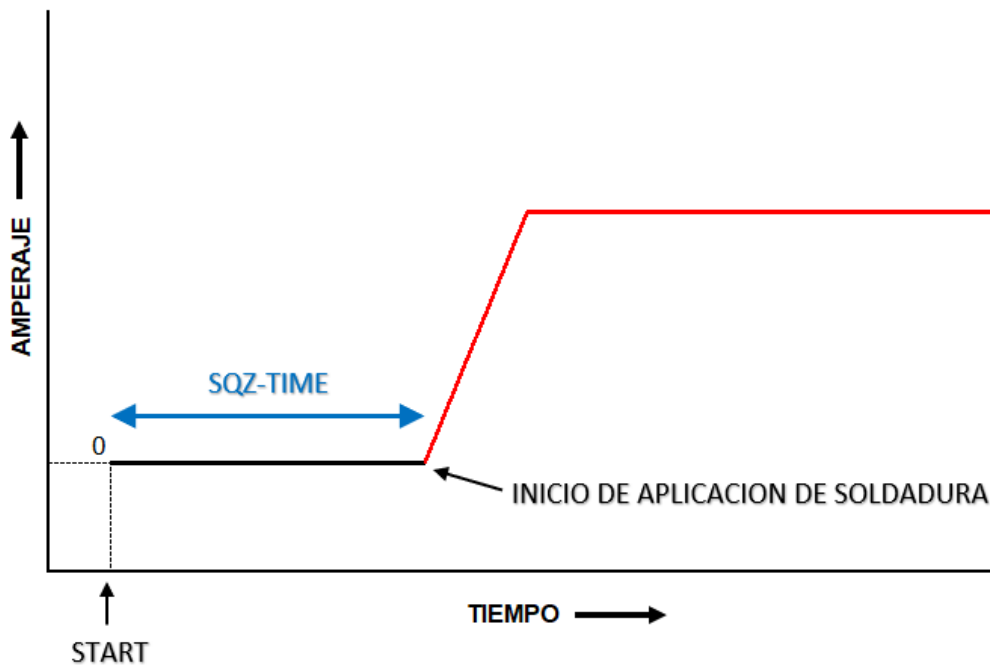 AMPERAJE
SQZ-TIME
0
INICIO DE APLICACION DE SOLDADURA
TIEMPO
START